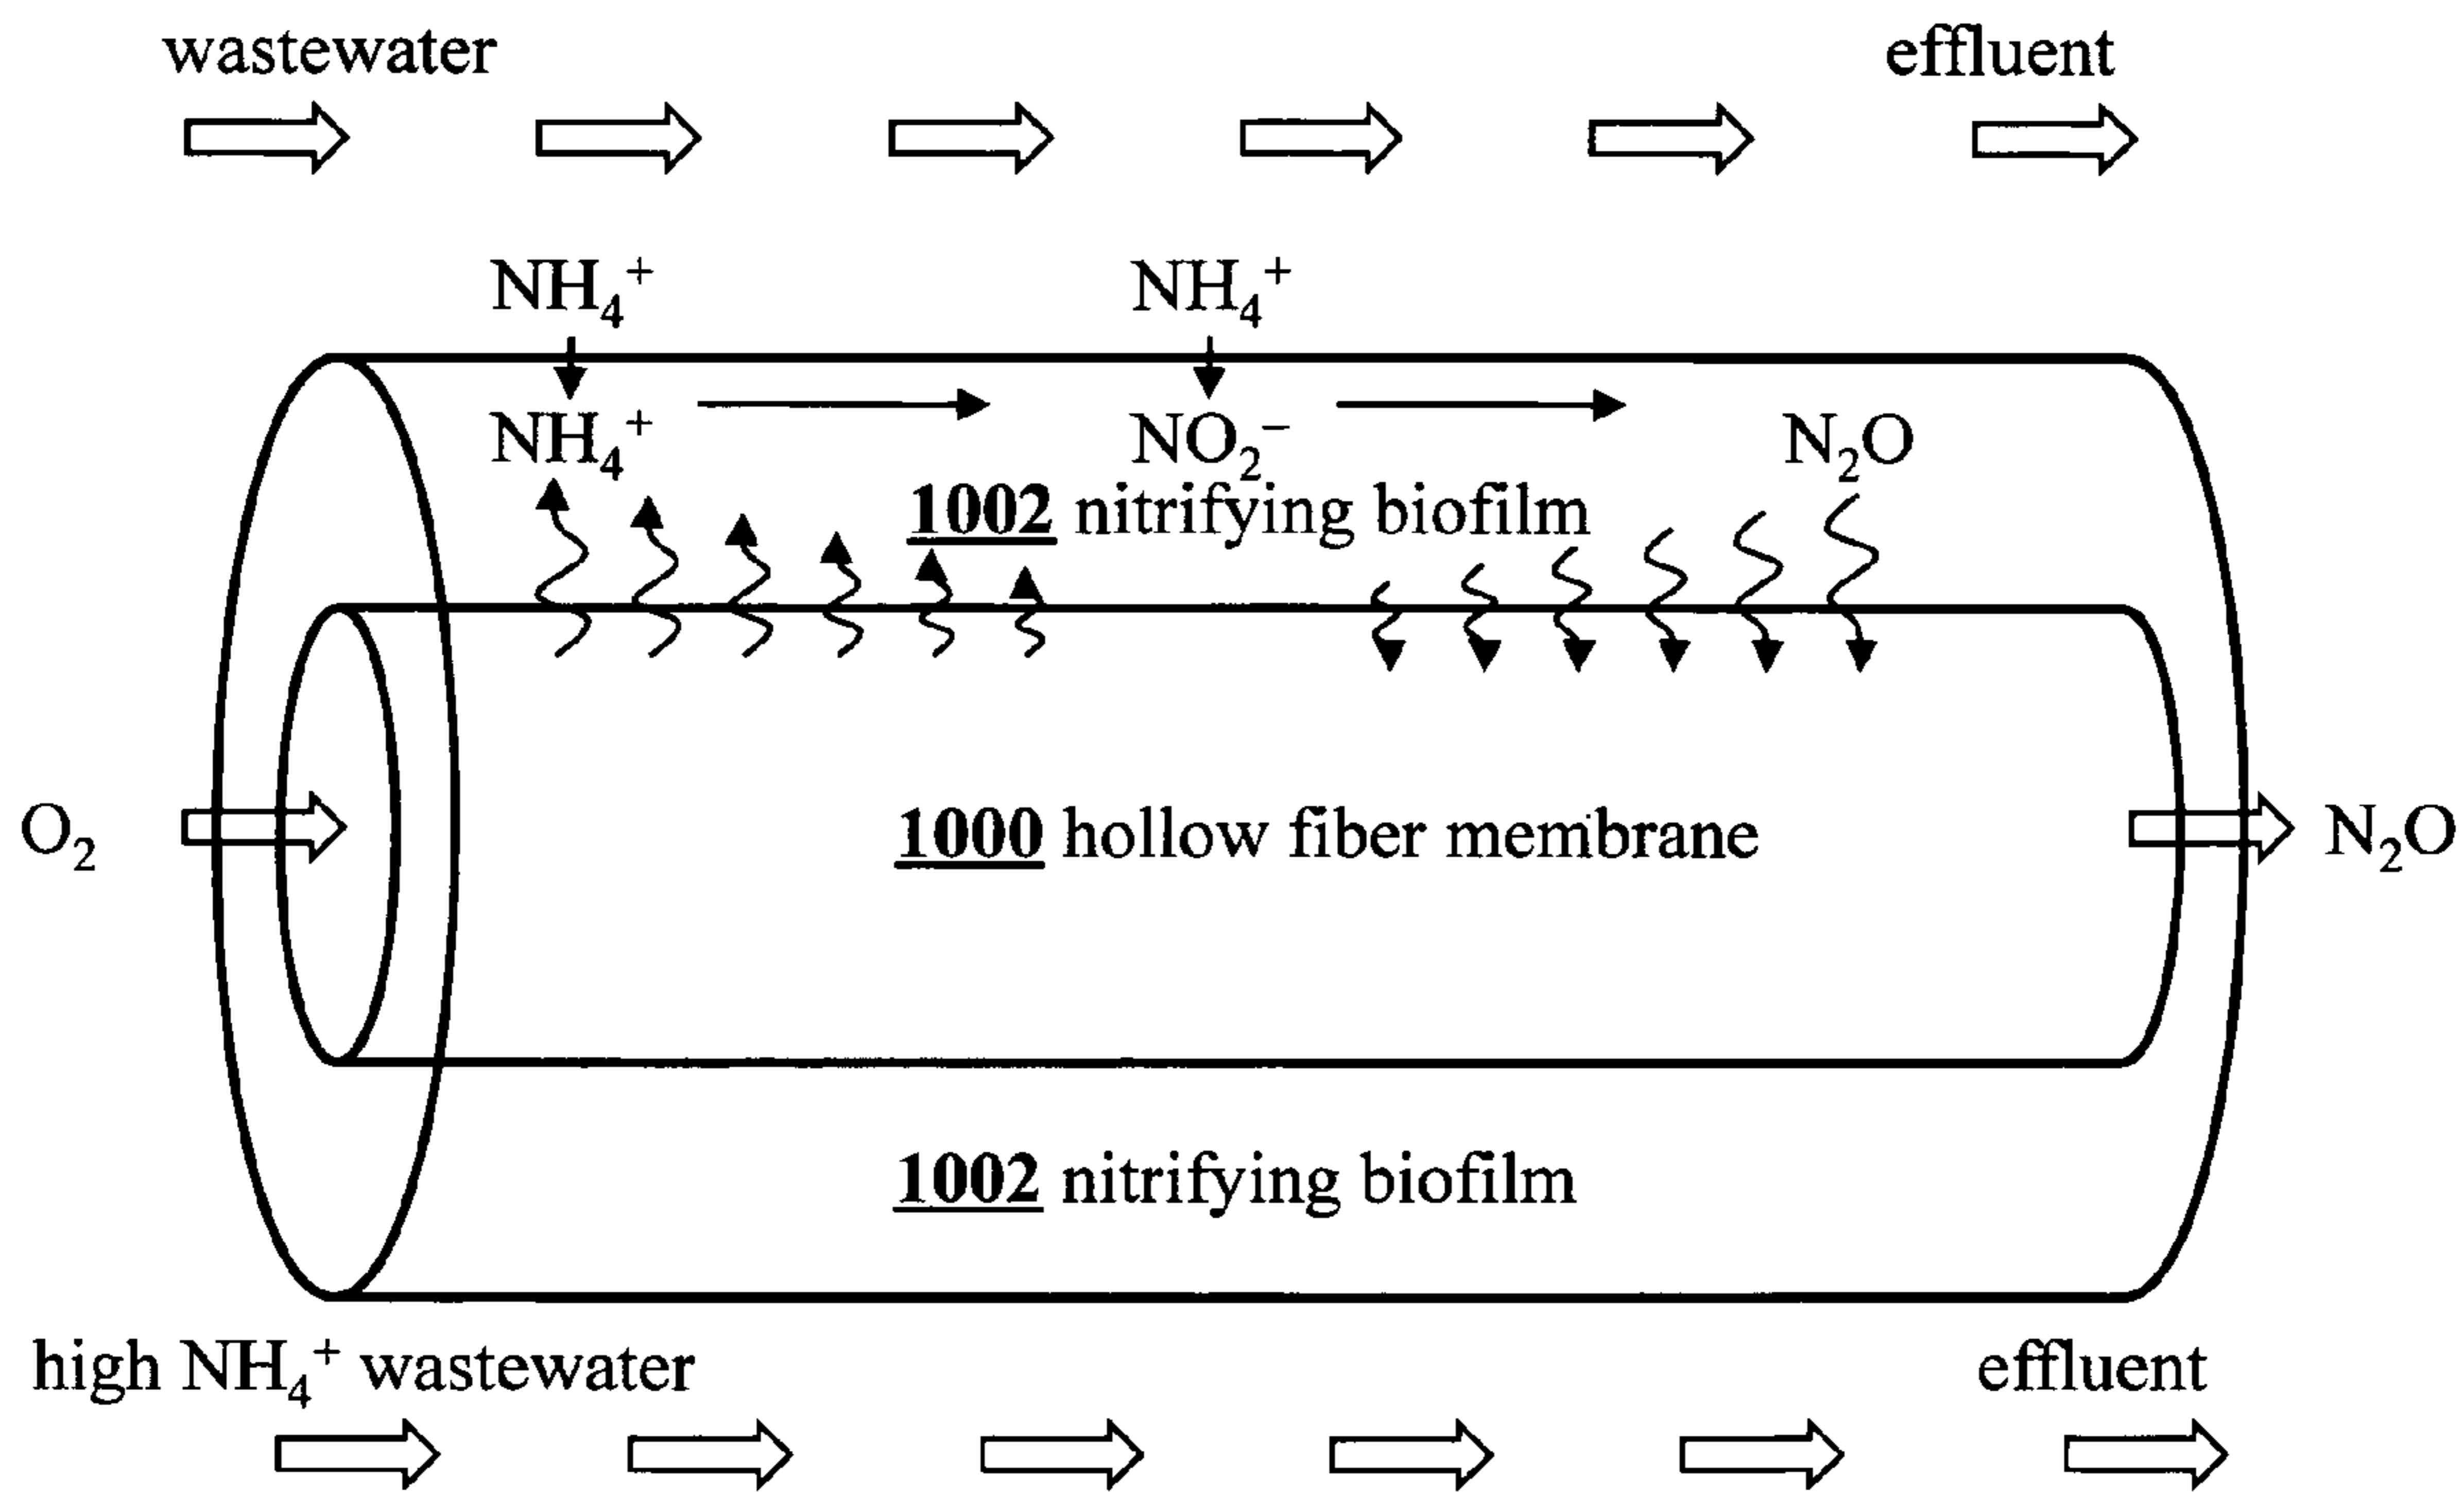 wastewater effluent
NH₄⁺ NH₄⁺
NH₄⁺ NO₂⁻ N₂O
1002 nitrifying biofilm
O₂ 1000 hollow fiber membrane N₂O
1002 nitrifying biofilm
high NH₄⁺ wastewater effluent